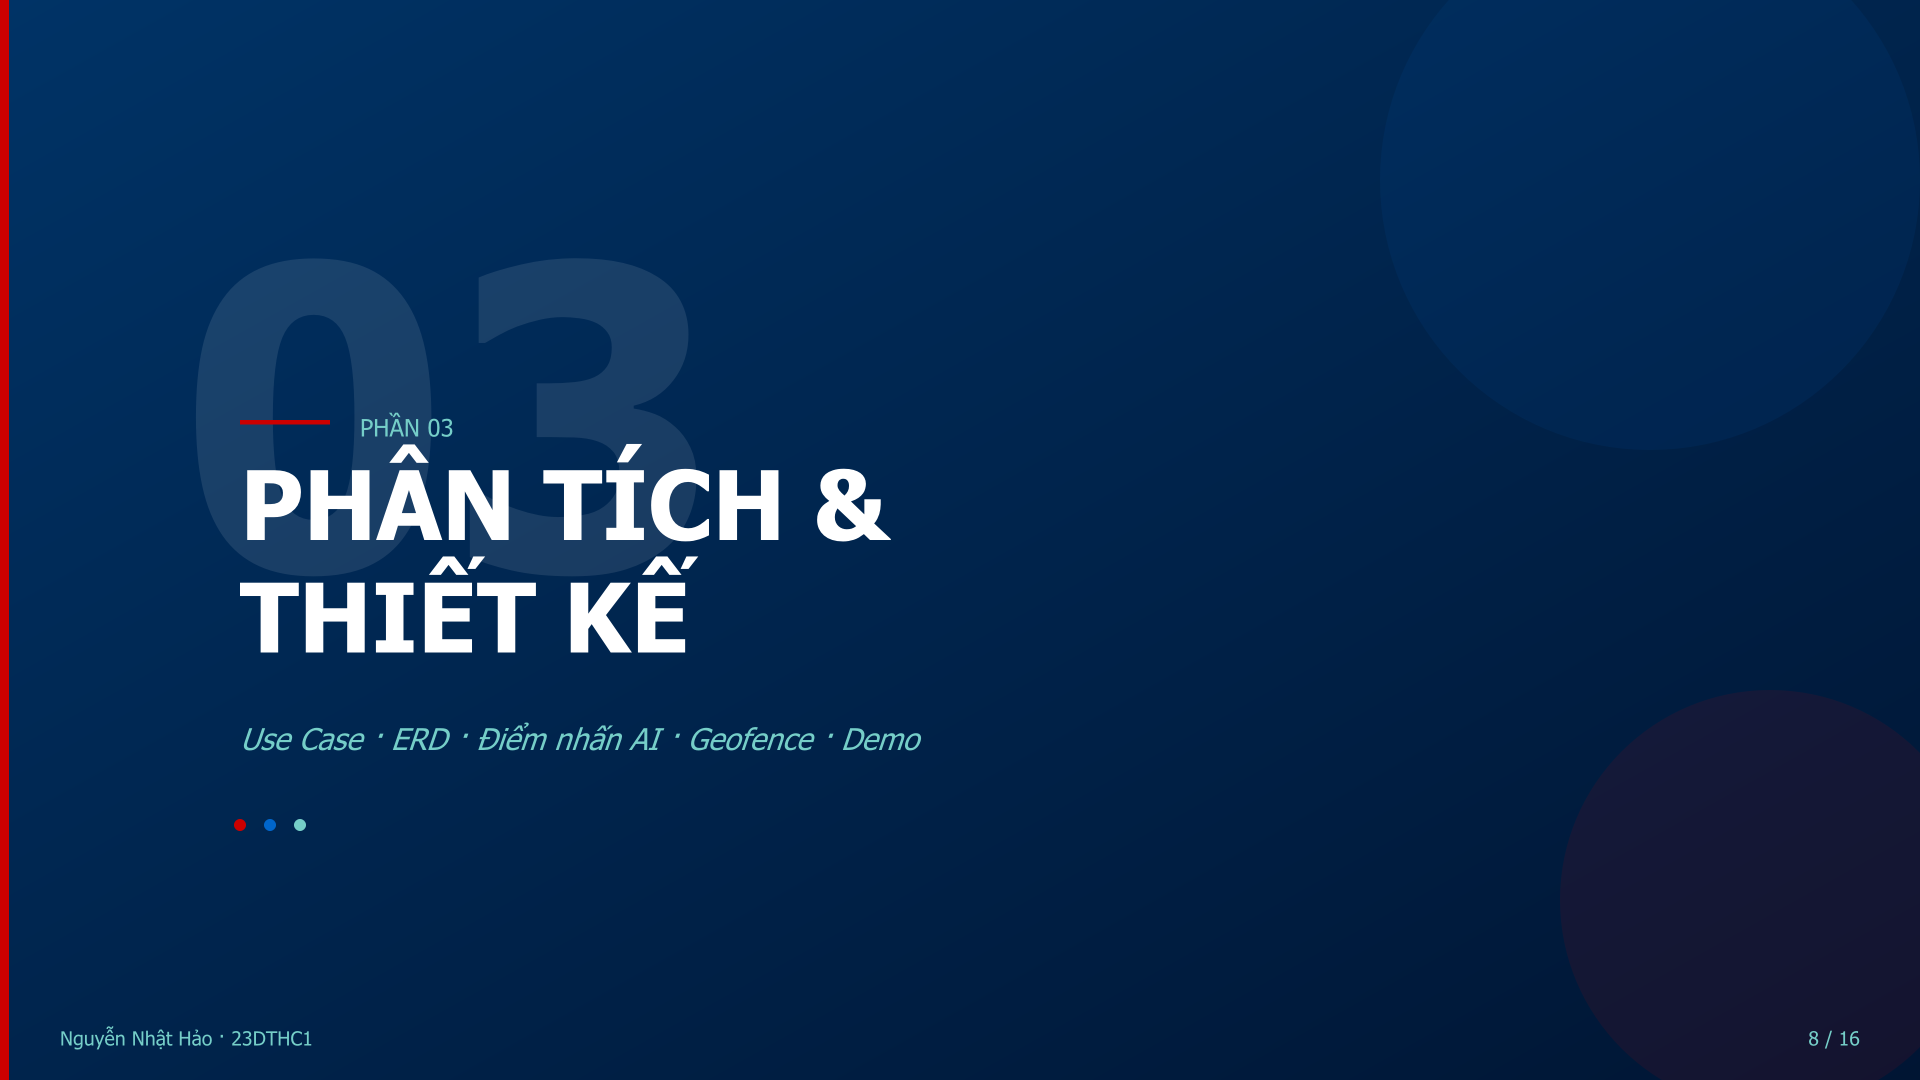 03
PHẦN 03
PHÂN TÍCH &
THIẾT KẾ
Use Case · ERD · Điểm nhấn AI · Geofence · Demo
Nguyễn Nhật Hảo · 23DTHC1
8 / 16